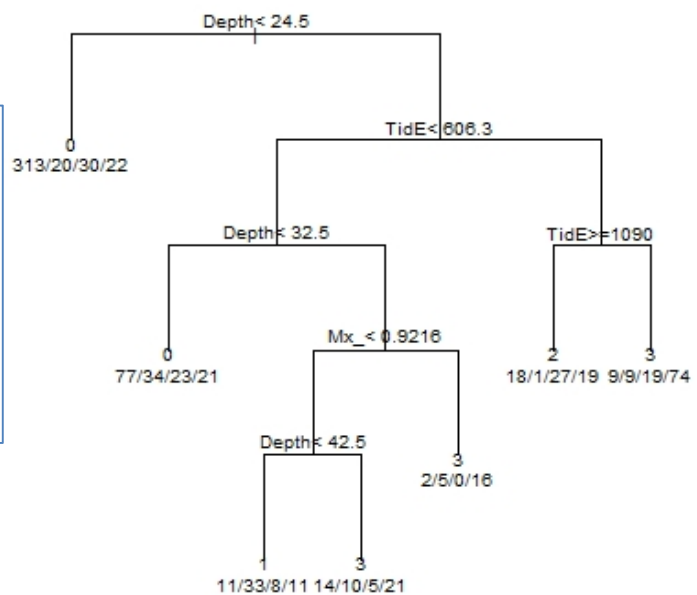 Depth< 24.5
0
313/20/30/22
TidE< 606.3
Depth< 32.5
TidE>=1090
0
77/34/23/21
Mx_< 0.9216
2
18/1/27/19
3
9/9/19/74
Depth< 42.5
3
2/5/0/16
1
11/33/8/11
3
14/10/5/21